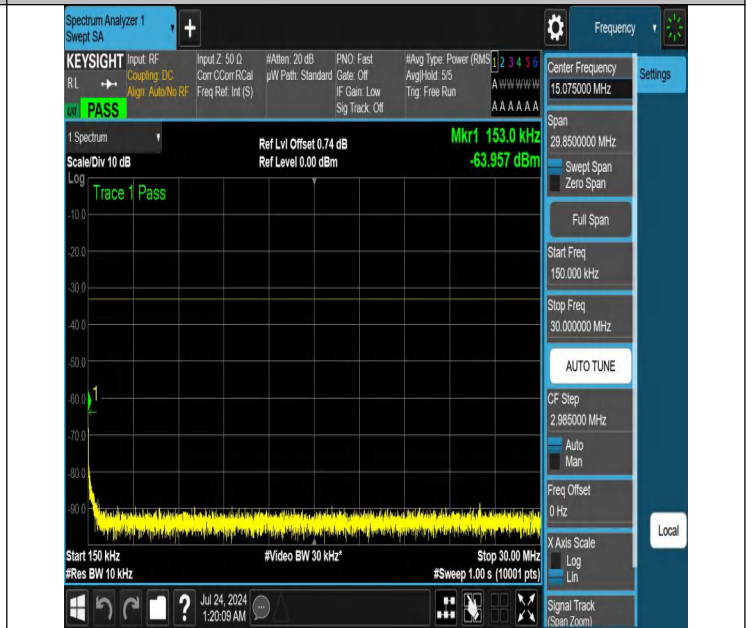 Spectrum Analyzer 1
Swept SA
+
Frequency
KEYSIGHT
RL
PASS
Input: RF
Coupling: DC
Align: Auto/No RF
Input Z: 50 Ω
Corr CCorr RCal
Freq Ref: Int (S)
#Atten: 20 dB
µW Path: Standard
PNO: Fast
Gate: Off
IF Gain: Low
Sig Track: Off
#Avg Type: Power (RMS
Avg|Hold: 5/5
Trig: Free Run
1 2 3 4 5 6
A W W W W W
A A A A A A
Center Frequency
15.075000 MHz
Settings
1 Spectrum
Ref Lvl Offset 0.74 dB
Mkr1 153.0 kHz
Scale/Div 10 dB
Ref Level 0.00 dBm
-63.957 dBm
Log
Trace 1 Pass
-10.0
-20.0
-30.0
-40.0
-50.0
-60.0
1
-70.0
-80.0
-90.0
Start 150 kHz
#Video BW 30 kHz*
Stop 30.00 MHz
#Res BW 10 kHz
#Sweep 1.00 s (10001 pts)
Span
29.8500000 MHz
Swept Span
Zero Span
Full Span
Start Freq
150.000 kHz
Stop Freq
30.000000 MHz
AUTO TUNE
CF Step
2.985000 MHz
Auto
Man
Freq Offset
0 Hz
X Axis Scale
Log
Lin
Local
Signal Track
(Span Zoom)
?
Jul 24, 2024
1:20:09 AM